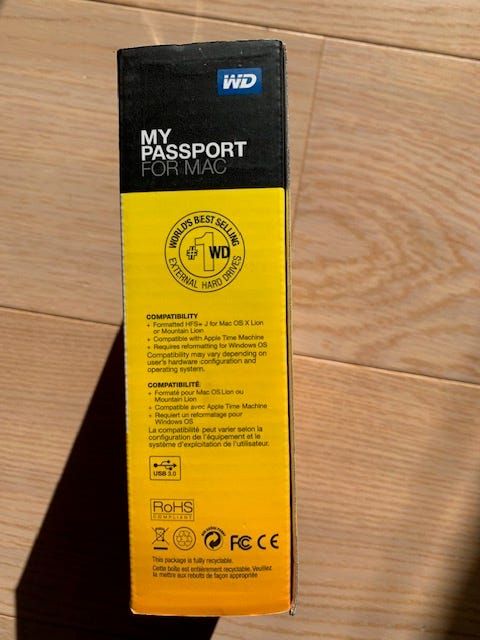 WD
MY
PASSPORT
FOR MAC
WORLD'S BEST SELLING
#1 WD
EXTERNAL HARD DRIVES
COMPATIBILITY
+ Formatted HFS+ J for Mac OS X Lion
or Mountain Lion
+ Compatible with Apple Time Machine
+ Requires reformatting for Windows OS
Compatibility may vary depending on
user's hardware configuration and
operating system.
COMPATIBILITÉ
+ Formaté pour Mac OS Lion ou
Mountain Lion
+ Compatible avec Apple Time Machine
+ Requiert un reformatage pour
Windows OS
La compatibilité peut varier selon la
configuration de l'équipement et le
système d'exploitation de l'utilisateur.
USB 3.0
RoHS
COMPLIANT
FC CE
This package is fully recyclable.
Cette boîte est entièrement recyclable. Veuillez
la mettre aux rebuts de façon appropriée